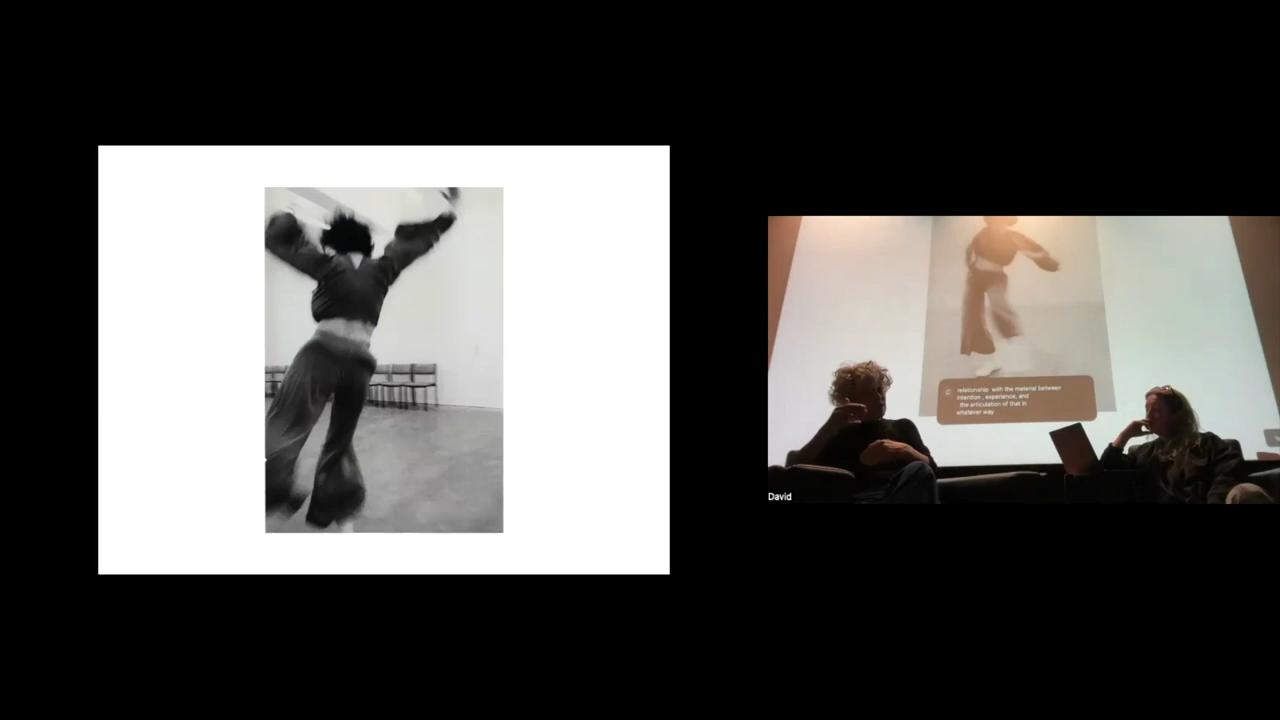 relationship with the material between
intention , experience, and
the articulation of that in
whatever way
David